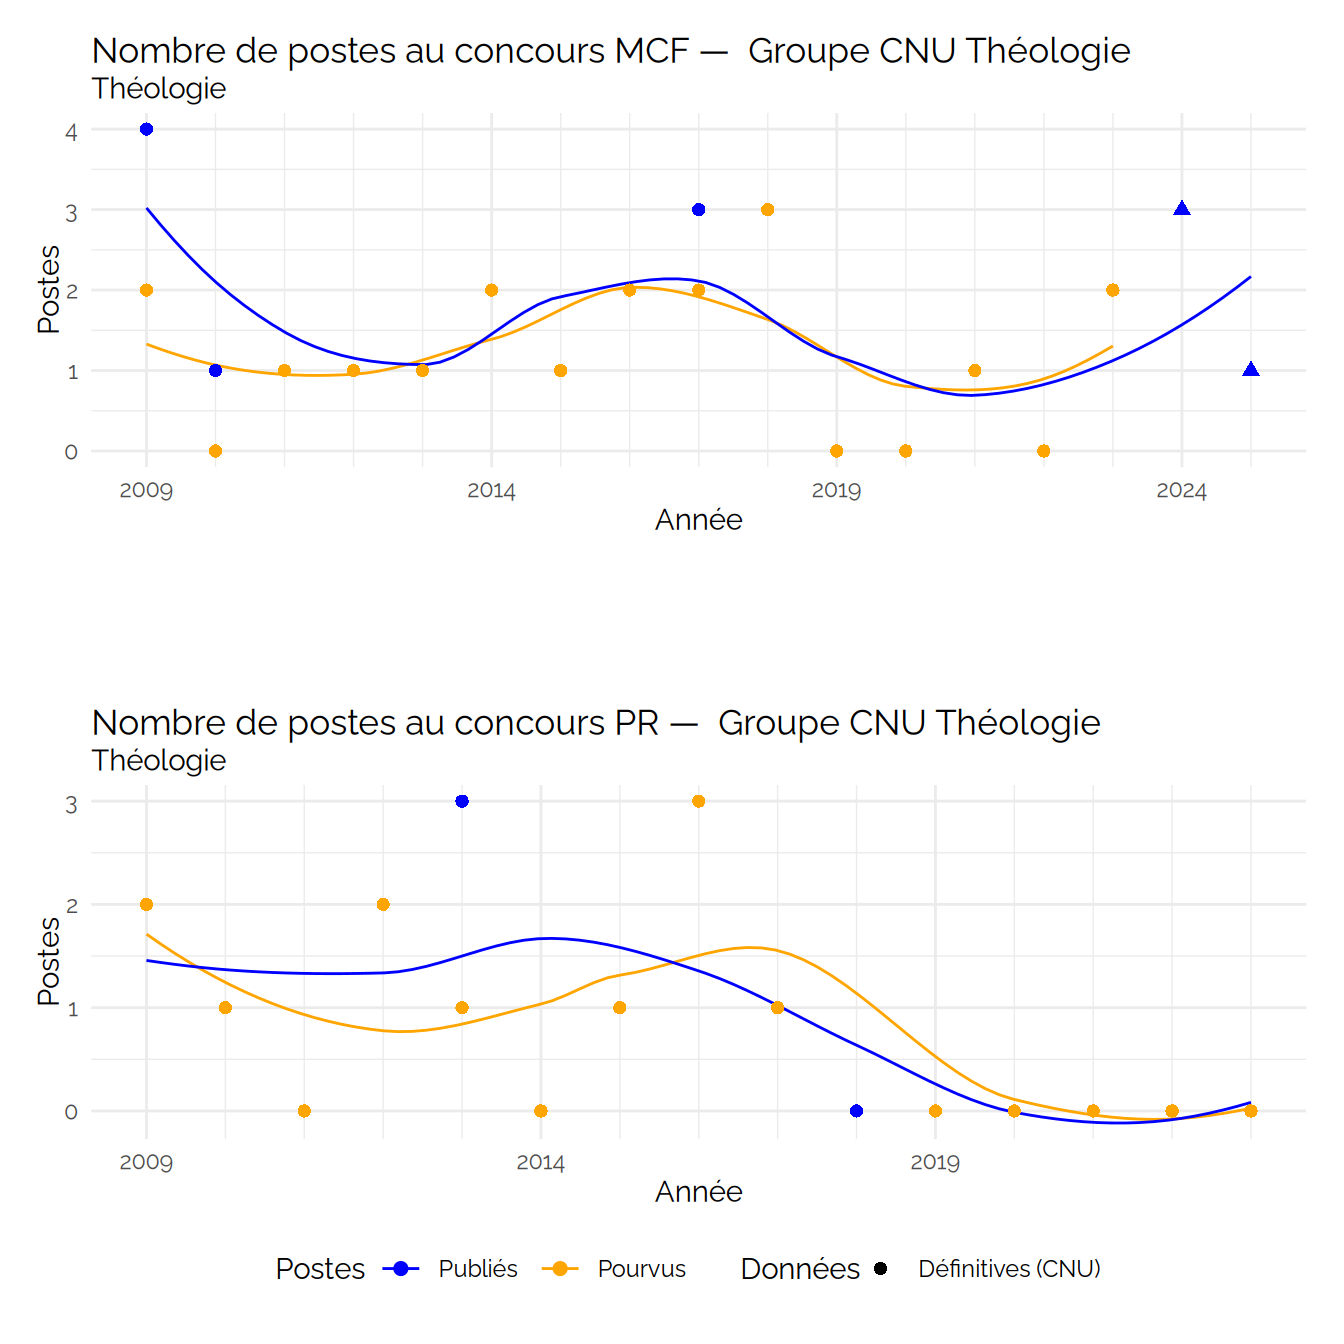 Nombre de postes au concours MCF — Groupe CNU Théologie
Théologie
Postes
4
3
2
1
0
2009 2014 2019 2024
Année
Nombre de postes au concours PR — Groupe CNU Théologie
Théologie
Postes
3
2
1
0
2009 2014 2019
Année
Postes Publiés Pourvus Données Définitives (CNU)